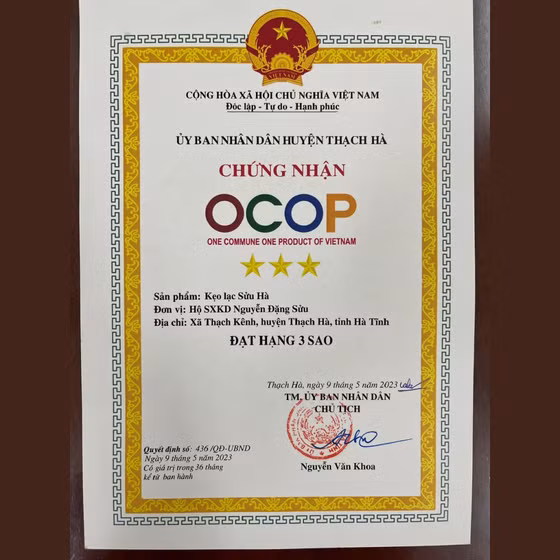 VIỆT NAM
CỘNG HÒA XÃ HỘI CHỦ NGHĨA VIỆT NAM
Độc lập - Tự do - Hạnh phúc
ỦY BAN NHÂN DÂN HUYỆN THẠCH HÀ
CHỨNG NHẬN
OCOP
ONE COMMUNE ONE PRODUCT OF VIETNAM
Sản phẩm: Kẹo lạc Sửu Hà
Đơn vị: Hộ SXKD Nguyễn Đặng Sửu
Địa chỉ: Xã Thạch Kênh, huyện Thạch Hà, tỉnh Hà Tĩnh
ĐẠT HẠNG 3 SAO
Thạch Hà, ngày 9 tháng 5 năm 2023
TM. ỦY BAN NHÂN DÂN
CHỦ TỊCH
Quyết định số: 436 /QĐ-UBND
Ngày 9 tháng 5 năm 2023
Có giá trị trong 36 tháng
kể từ ban hành
Nguyễn Văn Khoa